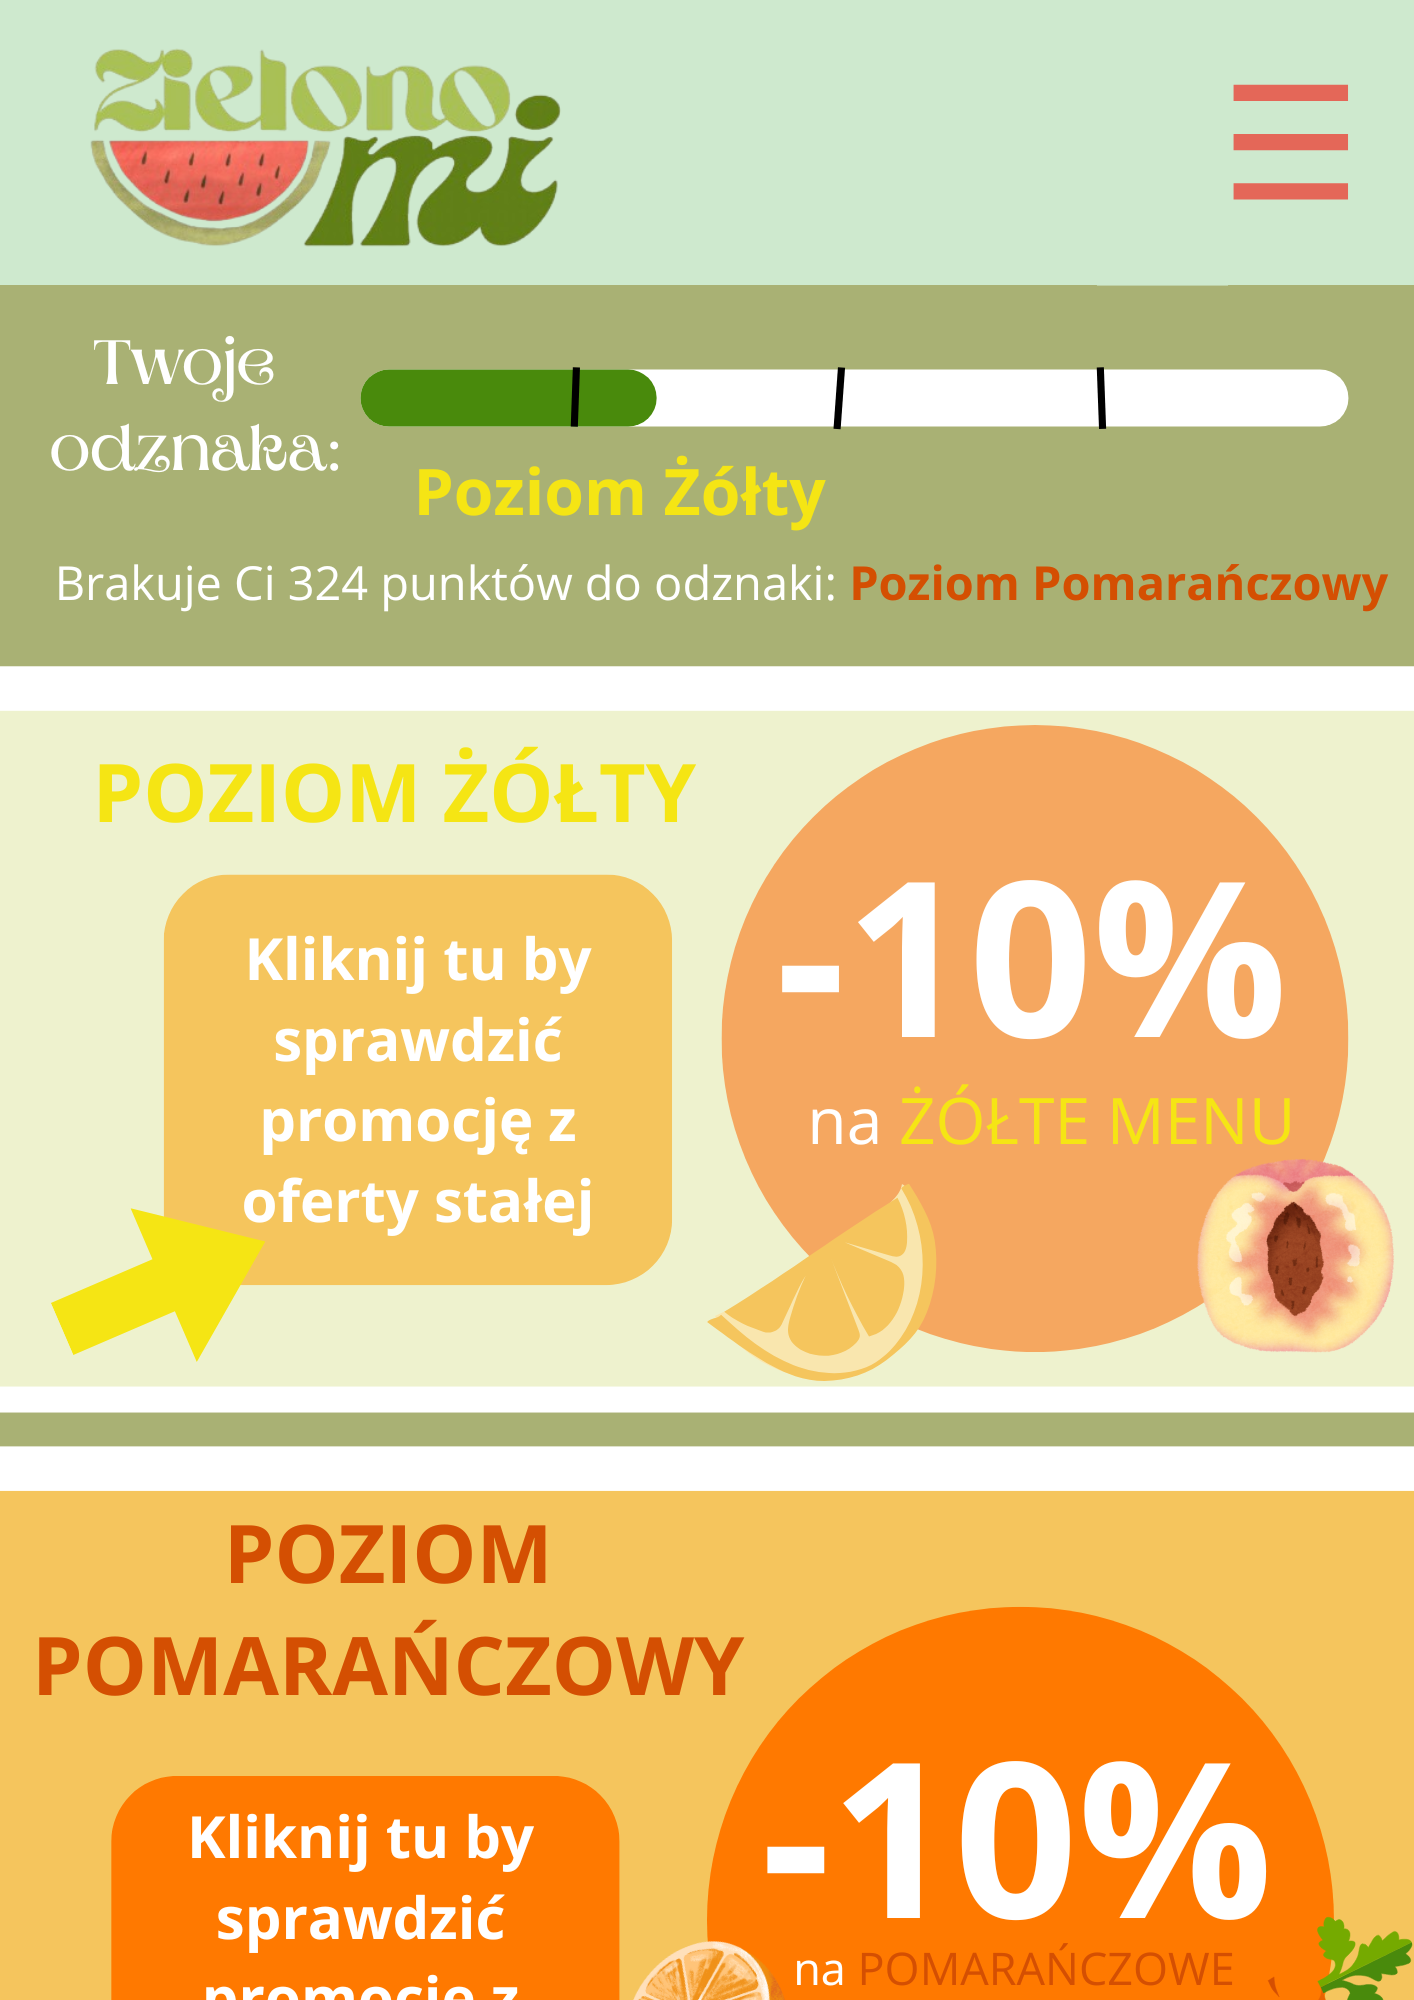 Zielono
mi
Twoje
odznaka:
Poziom Żółty
Brakuje Ci 324 punktów do odznaki: Poziom Pomarańczowy
POZIOM ŻÓŁTY
-10%
na ŻÓŁTE MENU
Kliknij tu by
sprawdzić
promocję z
oferty stałej
POZIOM
POMARAŃCZOWY
-10%
na POMARAŃCZOWE
Kliknij tu by
sprawdzić
promocję z